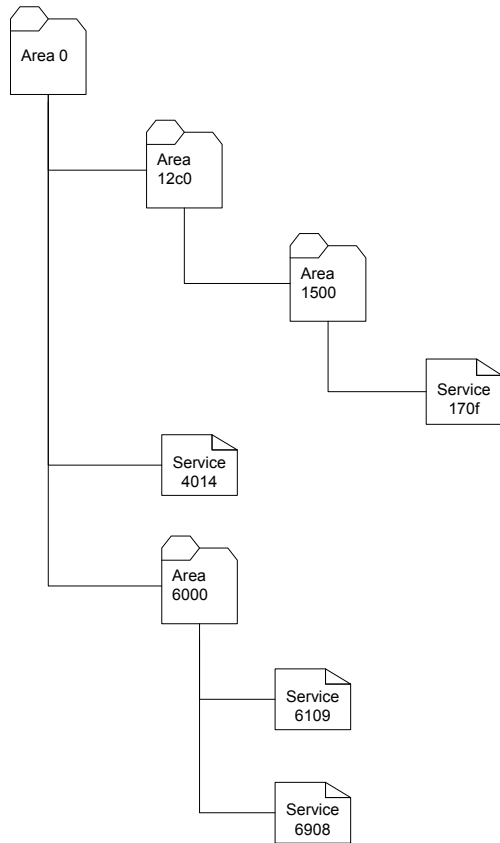 Area 0
Area
12c0
Area
1500
Service
170f
Service
4014
Area
6000
Service
6109
Service
6908